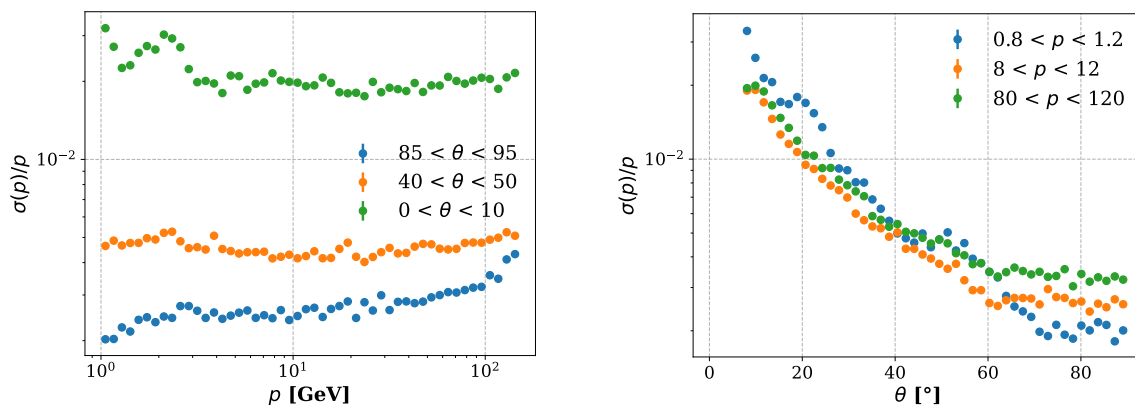 σ(p)/p
10⁻²
85 < θ < 95
40 < θ < 50
0 < θ < 10
10⁰ 10¹ 10²
p [GeV]
σ(p)/p
10⁻²
0.8 < p < 1.2
8 < p < 12
80 < p < 120
0 20 40 60 80
θ [°]